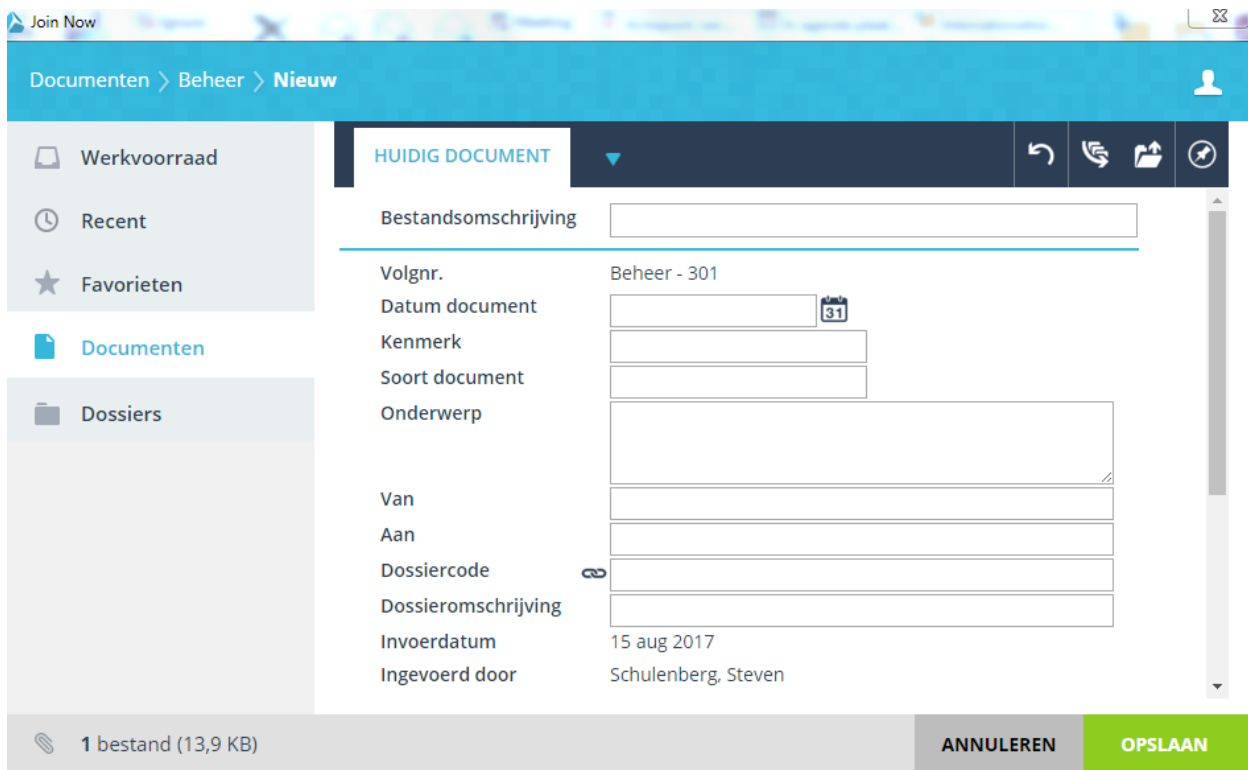 Join Now
Documenten > Beheer > Nieuw
Werkvoorraad
Recent
Favorieten
Documenten
Dossiers
HUIDIG DOCUMENT
Bestandsomschrijving
Volgnr. Beheer - 301
Datum document 31
Kenmerk
Soort document
Onderwerp
Van
Aan
Dossiercode
Dossieromschrijving
Invoerdatum 15 aug 2017
Ingevoerd door Schulenberg, Steven
1 bestand (13,9 KB) ANNULEREN OPSLAAN